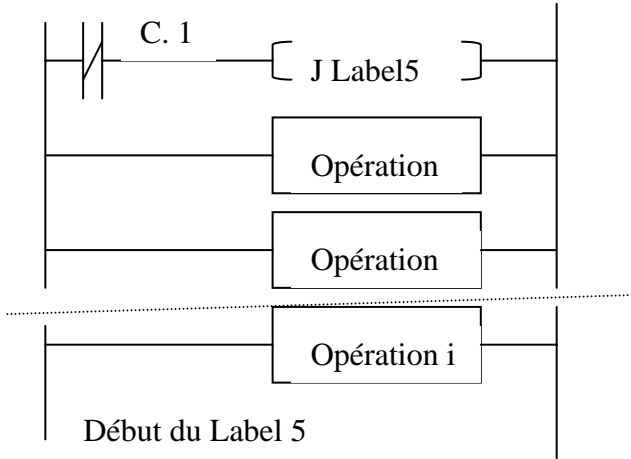 C. 1
J Label5
Opération
Opération
Opération i
Début du Label 5